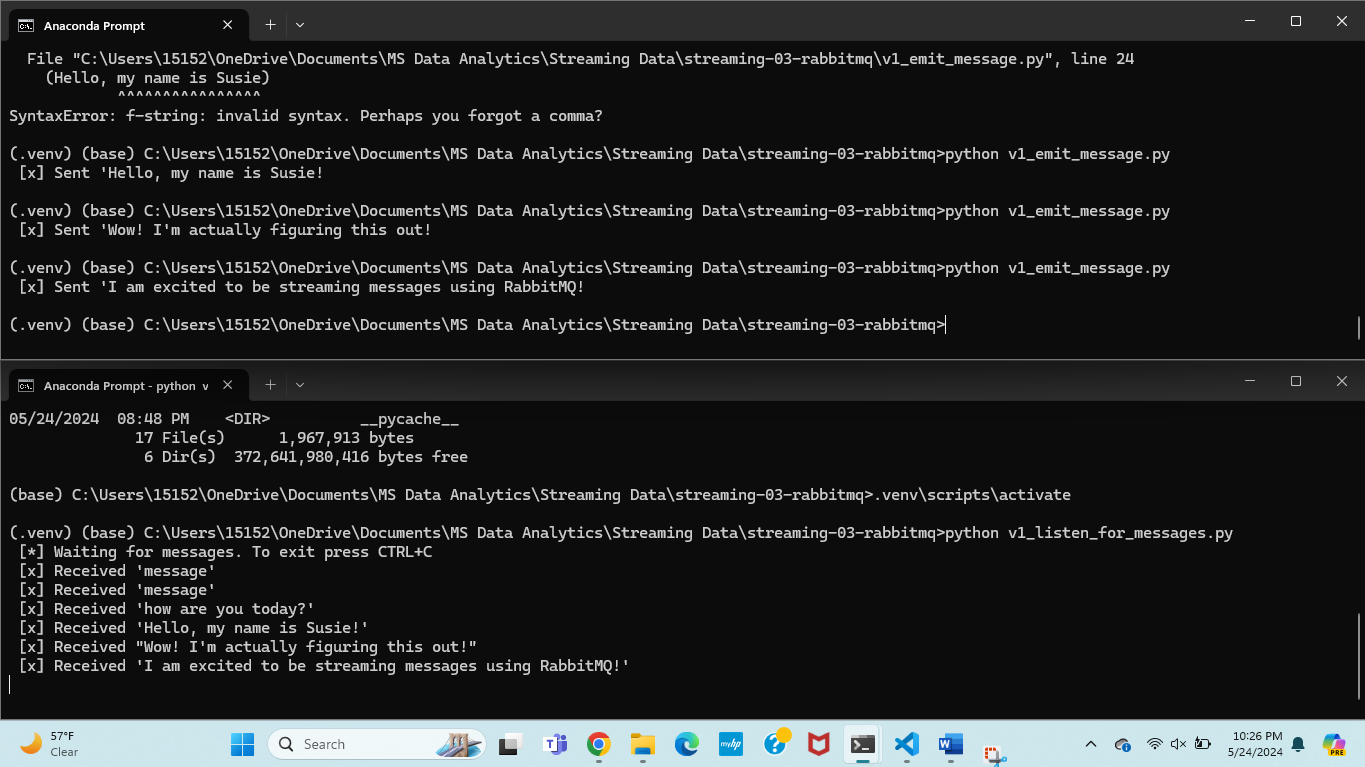 Anaconda Prompt
File "C:\Users\15152\OneDrive\Documents\MS Data Analytics\Streaming Data\streaming-03-rabbitmq\v1_emit_message.py", line 24
(Hello, my name is Susie)
^^^^^^^^^^^^^^^^
SyntaxError: f-string: invalid syntax. Perhaps you forgot a comma?
(.venv) (base) C:\Users\15152\OneDrive\Documents\MS Data Analytics\Streaming Data\streaming-03-rabbitmq>python v1_emit_message.py
[x] Sent 'Hello, my name is Susie!
(.venv) (base) C:\Users\15152\OneDrive\Documents\MS Data Analytics\Streaming Data\streaming-03-rabbitmq>python v1_emit_message.py
[x] Sent 'Wow! I'm actually figuring this out!
(.venv) (base) C:\Users\15152\OneDrive\Documents\MS Data Analytics\Streaming Data\streaming-03-rabbitmq>python v1_emit_message.py
[x] Sent 'I am excited to be streaming messages using RabbitMQ!
(.venv) (base) C:\Users\15152\OneDrive\Documents\MS Data Analytics\Streaming Data\streaming-03-rabbitmq>
Anaconda Prompt - python v
05/24/2024  08:48 PM    <DIR>          __pycache__
17 File(s)      1,967,913 bytes
6 Dir(s)  372,641,980,416 bytes free
(base) C:\Users\15152\OneDrive\Documents\MS Data Analytics\Streaming Data\streaming-03-rabbitmq>.venv\scripts\activate
(.venv) (base) C:\Users\15152\OneDrive\Documents\MS Data Analytics\Streaming Data\streaming-03-rabbitmq>python v1_listen_for_messages.py
[*] Waiting for messages. To exit press CTRL+C
[x] Received 'message'
[x] Received 'message'
[x] Received 'how are you today?'
[x] Received 'Hello, my name is Susie!'
[x] Received "Wow! I'm actually figuring this out!"
[x] Received 'I am excited to be streaming messages using RabbitMQ!'
57°F
Clear
Search
myhp
10:26 PM
5/24/2024
PRE